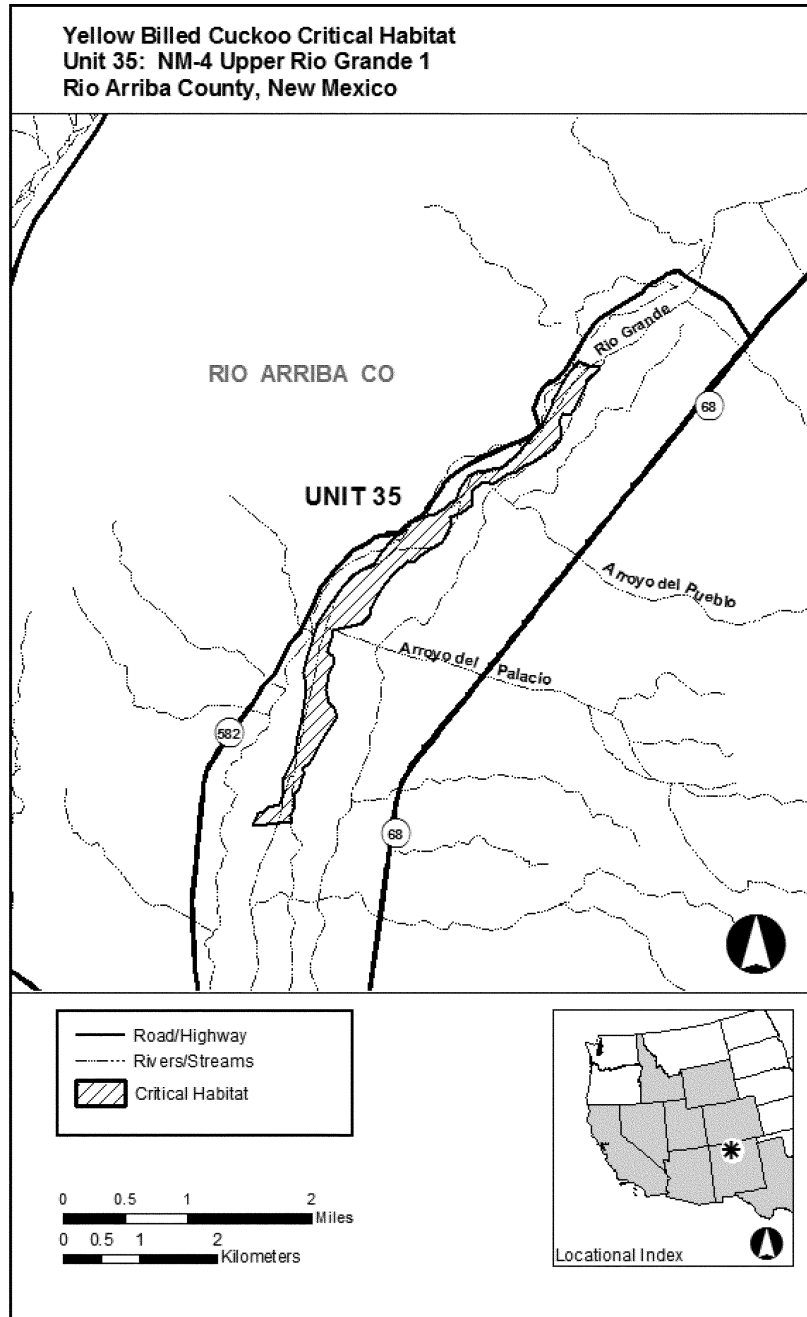 Yellow Billed Cuckoo Critical Habitat
Unit 35: NM-4 Upper Rio Grande 1
Rio Arriba County, New Mexico
Rio Grande
RIO ARRIBA CO
68
UNIT 35
Arroyo del Pueblo
Arroyo del Palacio
582
68
Road/Highway
Rivers/Streams
Critical Habitat
0 0.5 1 2
Miles
0 0.5 1 2
Kilometers
Locational Index